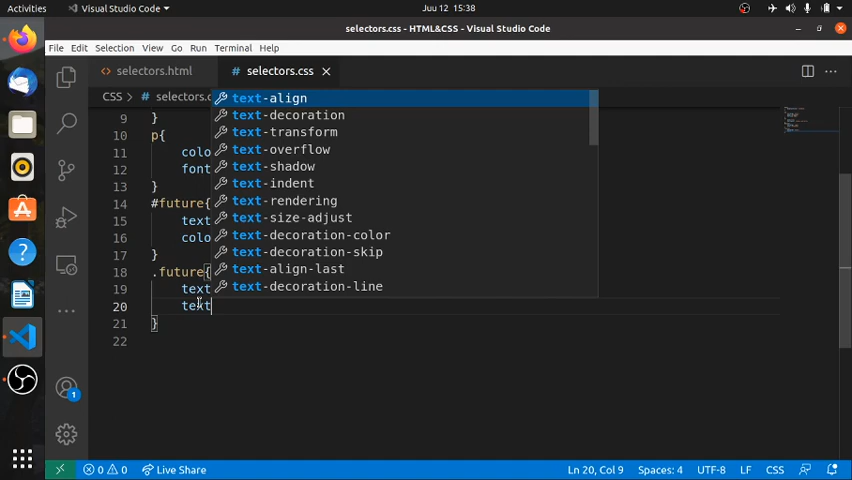 Activities
Visual Studio Code
Juu 12 15:38
selectors.css - HTML&CSS - Visual Studio Code
File Edit Selection View Go Run Terminal Help
selectors.html
# selectors.css
CSS > # selectors.c
9 }
10 p{
11 colo
12 font
13 }
14 #future{
15 text
16 colo
17 }
18 .future{
19 text
20 text
21 }
22
text-align
text-decoration
text-transform
text-overflow
text-shadow
text-indent
text-rendering
text-size-adjust
text-decoration-color
text-decoration-skip
text-align-last
text-decoration-line
1
0 0
Live Share
Ln 20, Col 9
Spaces: 4
UTF-8
LF
CSS